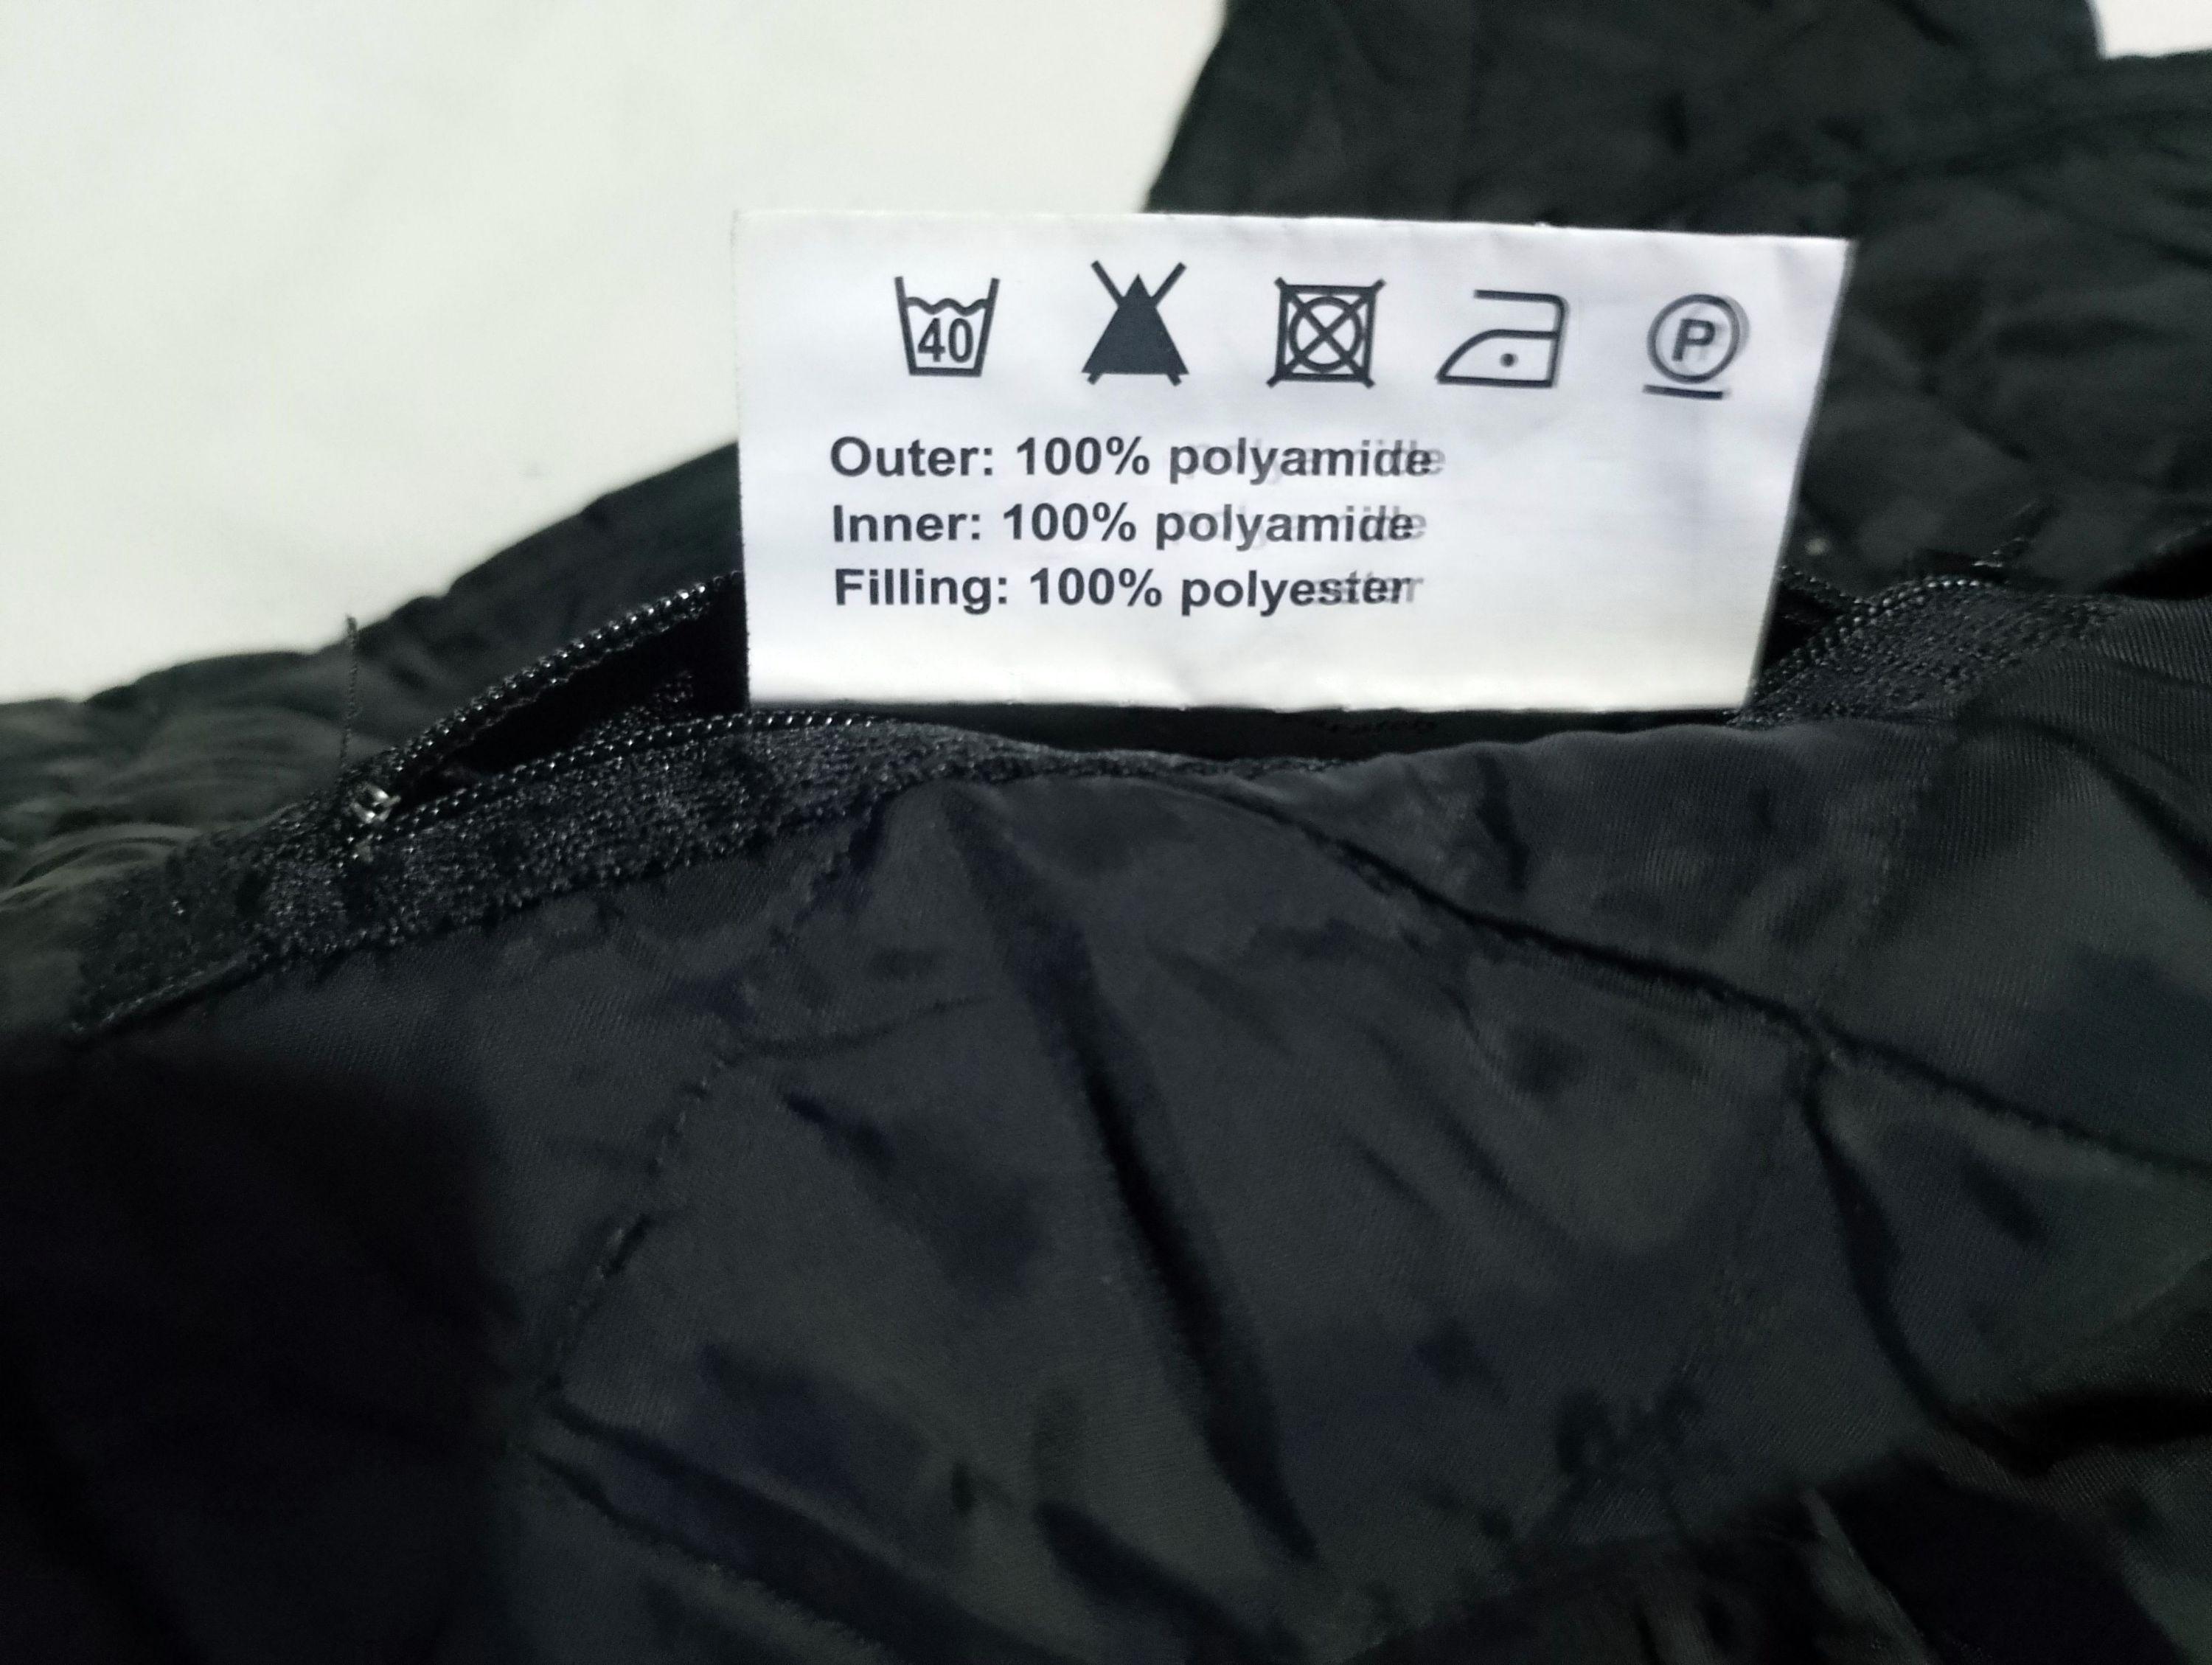 40 P
Outer: 100% polyamide
Inner: 100% polyamide
Filling: 100% polyester